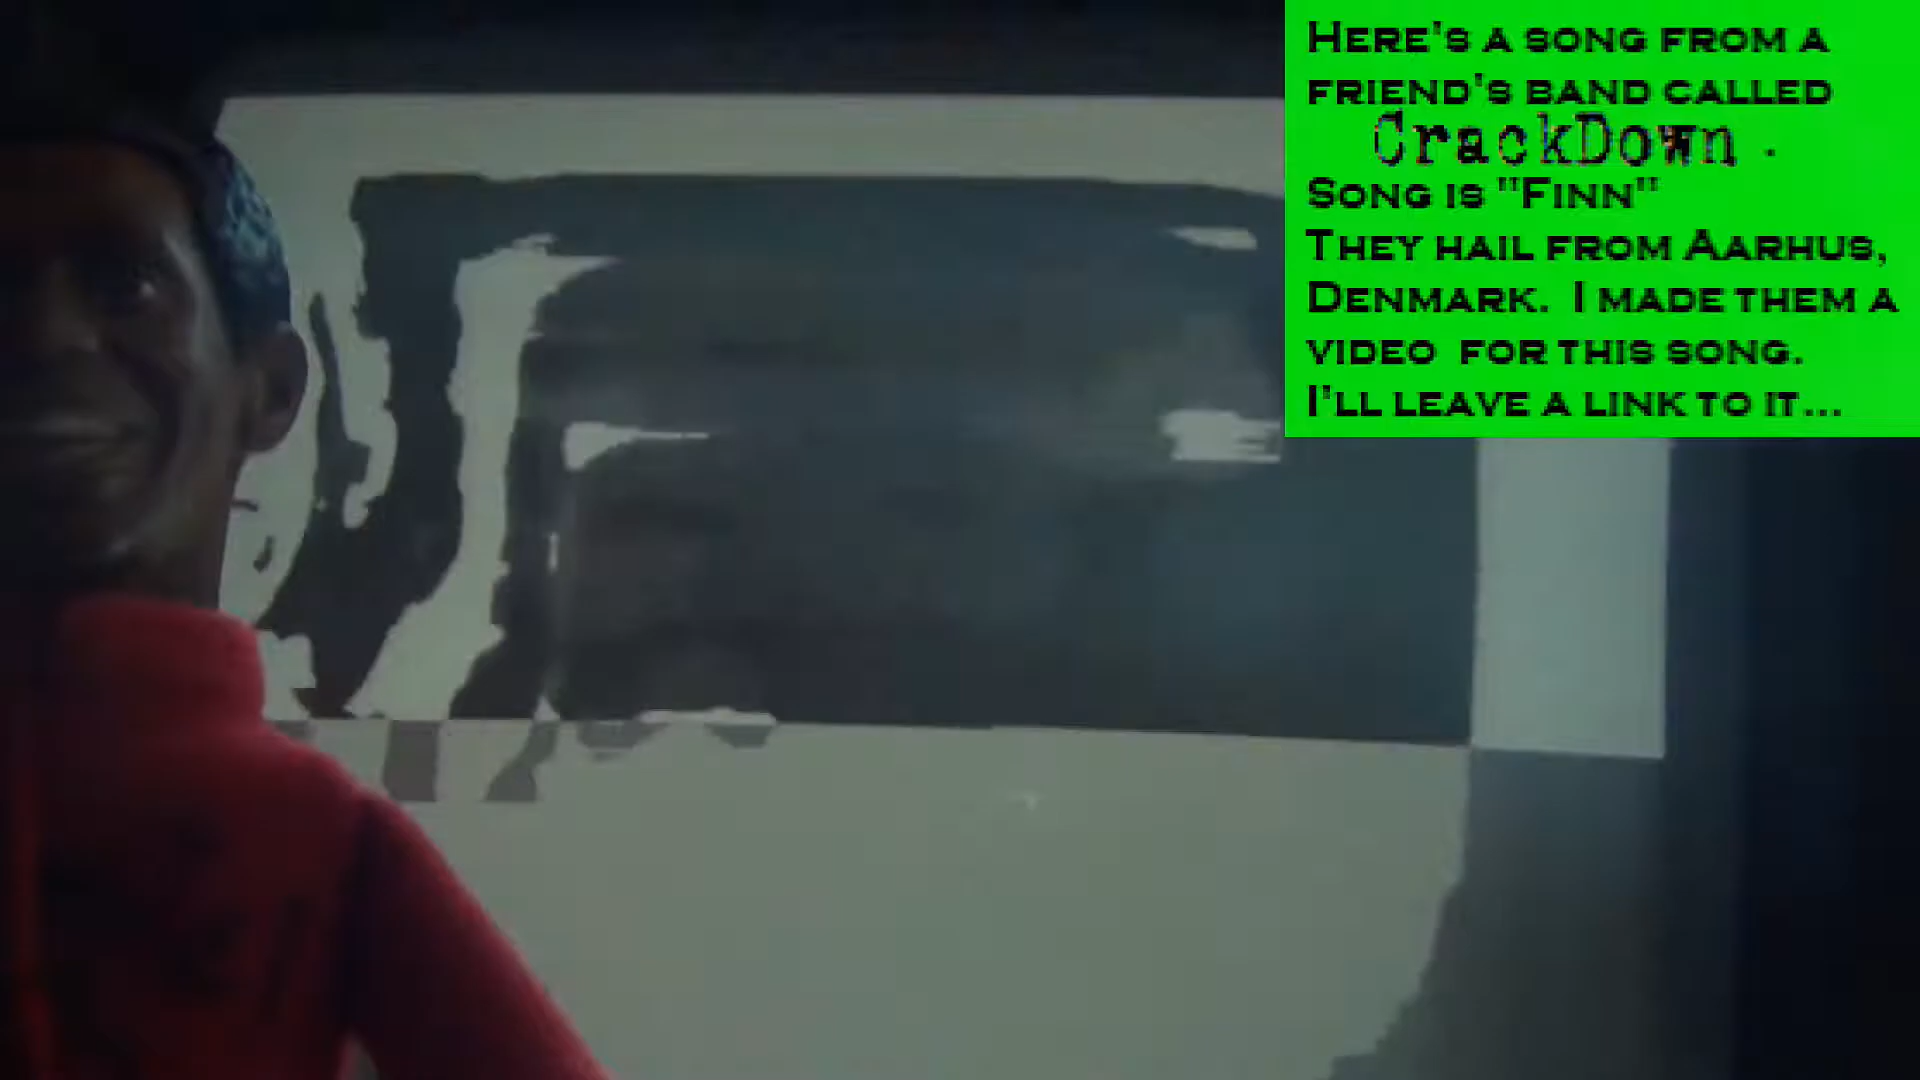 HERE'S A SONG FROM A
FRIEND'S BAND CALLED
CrackDown .
SONG IS "FINN"
THEY HAIL FROM AARHUS,
DENMARK. I MADE THEM A
VIDEO FOR THIS SONG.
I'LL LEAVE A LINK TO IT...